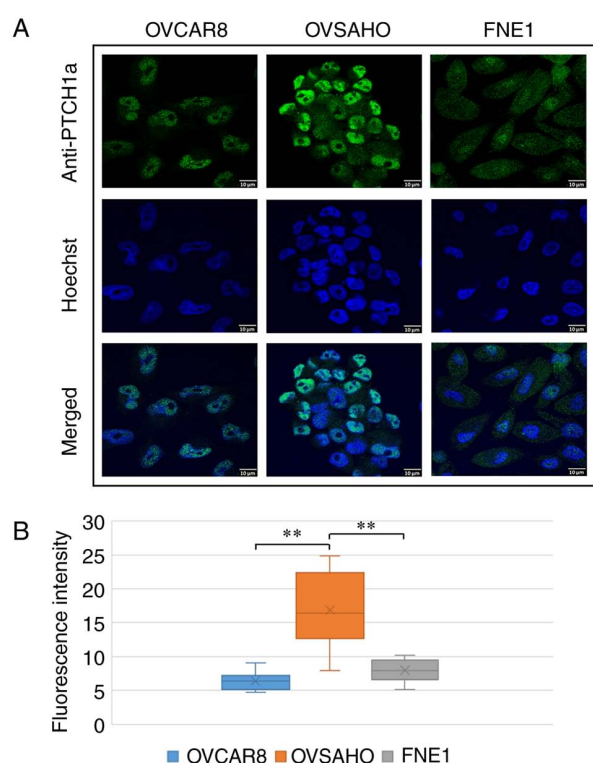 A
OVCAR8 OVSAHO FNE1
Anti-PTCH1a
10 µm 10 µm 10 µm
Hoechst
10 µm 10 µm 10 µm
Merged
10 µm 10 µm 10 µm
B
Fluorescence intensity
30
25
20
15
10
5
0
** **
OVCAR8 OVSAHO FNE1